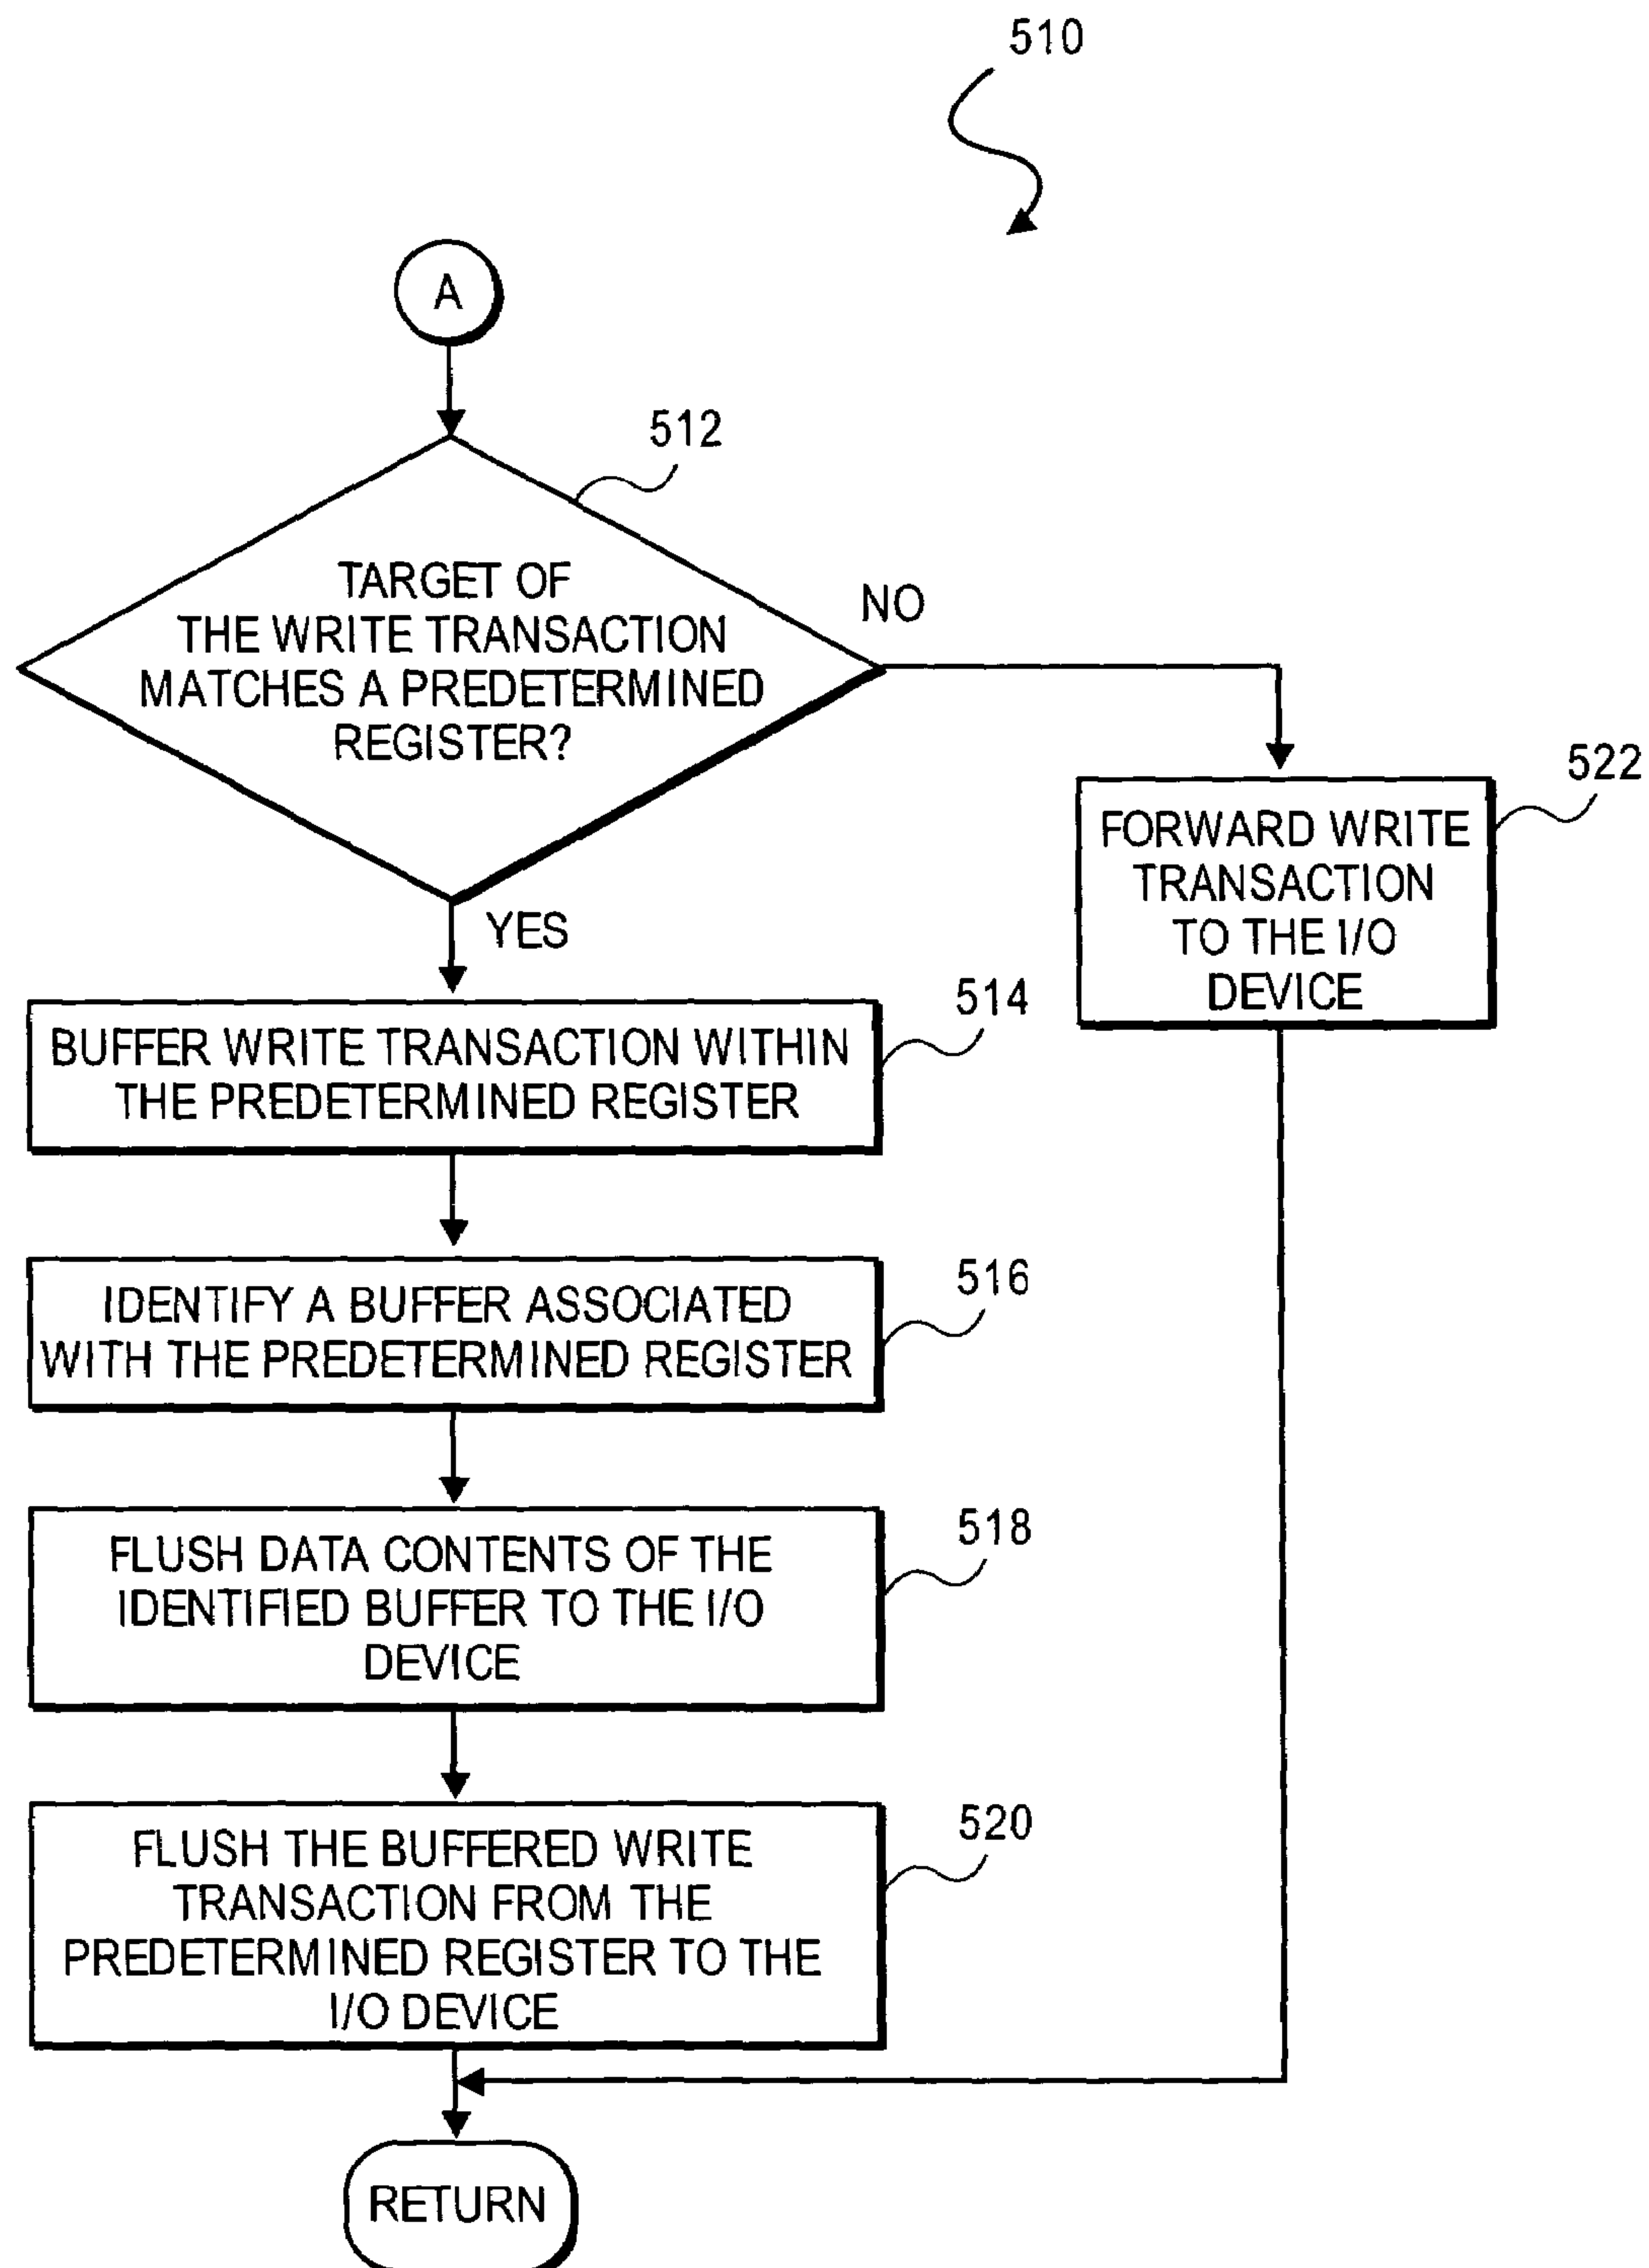 510
A
512
TARGET OF
THE WRITE TRANSACTION
MATCHES A PREDETERMINED
REGISTER?
NO
YES
522
FORWARD WRITE
TRANSACTION
TO THE I/O
DEVICE
514
BUFFER WRITE TRANSACTION WITHIN
THE PREDETERMINED REGISTER
516
IDENTIFY A BUFFER ASSOCIATED
WITH THE PREDETERMINED REGISTER
518
FLUSH DATA CONTENTS OF THE
IDENTIFIED BUFFER TO THE I/O
DEVICE
520
FLUSH THE BUFFERED WRITE
TRANSACTION FROM THE
PREDETERMINED REGISTER TO THE
I/O DEVICE
RETURN